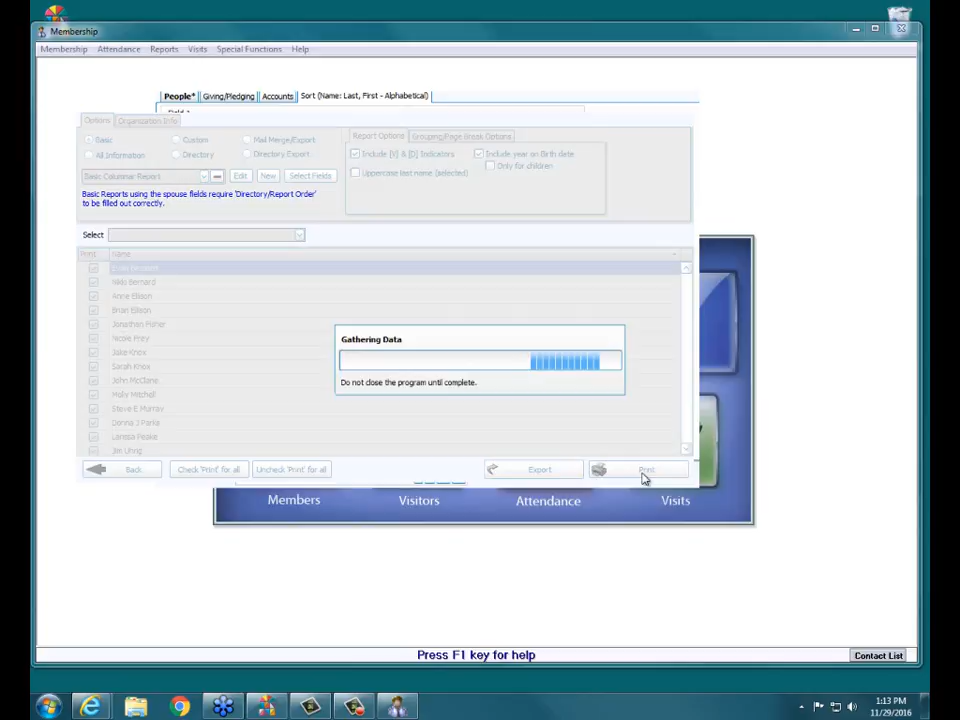 Membership
Membership Attendance Reports Visits Special Functions Help
People* Giving/Pledging Accounts Sort (Name: Last, First - Alphabetical)
Options Organization Info
Basic Custom Mail Merge/Export
All Information Directory Directory Export
Report Options Grouping/Page Break Options
Include [V] & [D] Indicators Include year on Birth date
Only for children
Uppercase last name (selected)
Basic Columnar Report Edit New Select Fields
Basic Reports using the spouse fields require 'Directory/Report Order'
to be filled out correctly.
Select
Print Name
Nikki Bernard
Anne Ellison
Brian Ellison
Jonathan Fisher
Nicole Frey
Jake Knox
Sarah Knox
John McClane
Molly Mitchell
Steve E Murray
Donna J Parks
Larissa Peake
Jim Uhrig
Gathering Data
Do not close the program until complete.
Back Check 'Print' for all Uncheck 'Print' for all Export Print
Members Visitors Attendance Visits
Press F1 key for help
Contact List
1:13 PM
11/29/2016